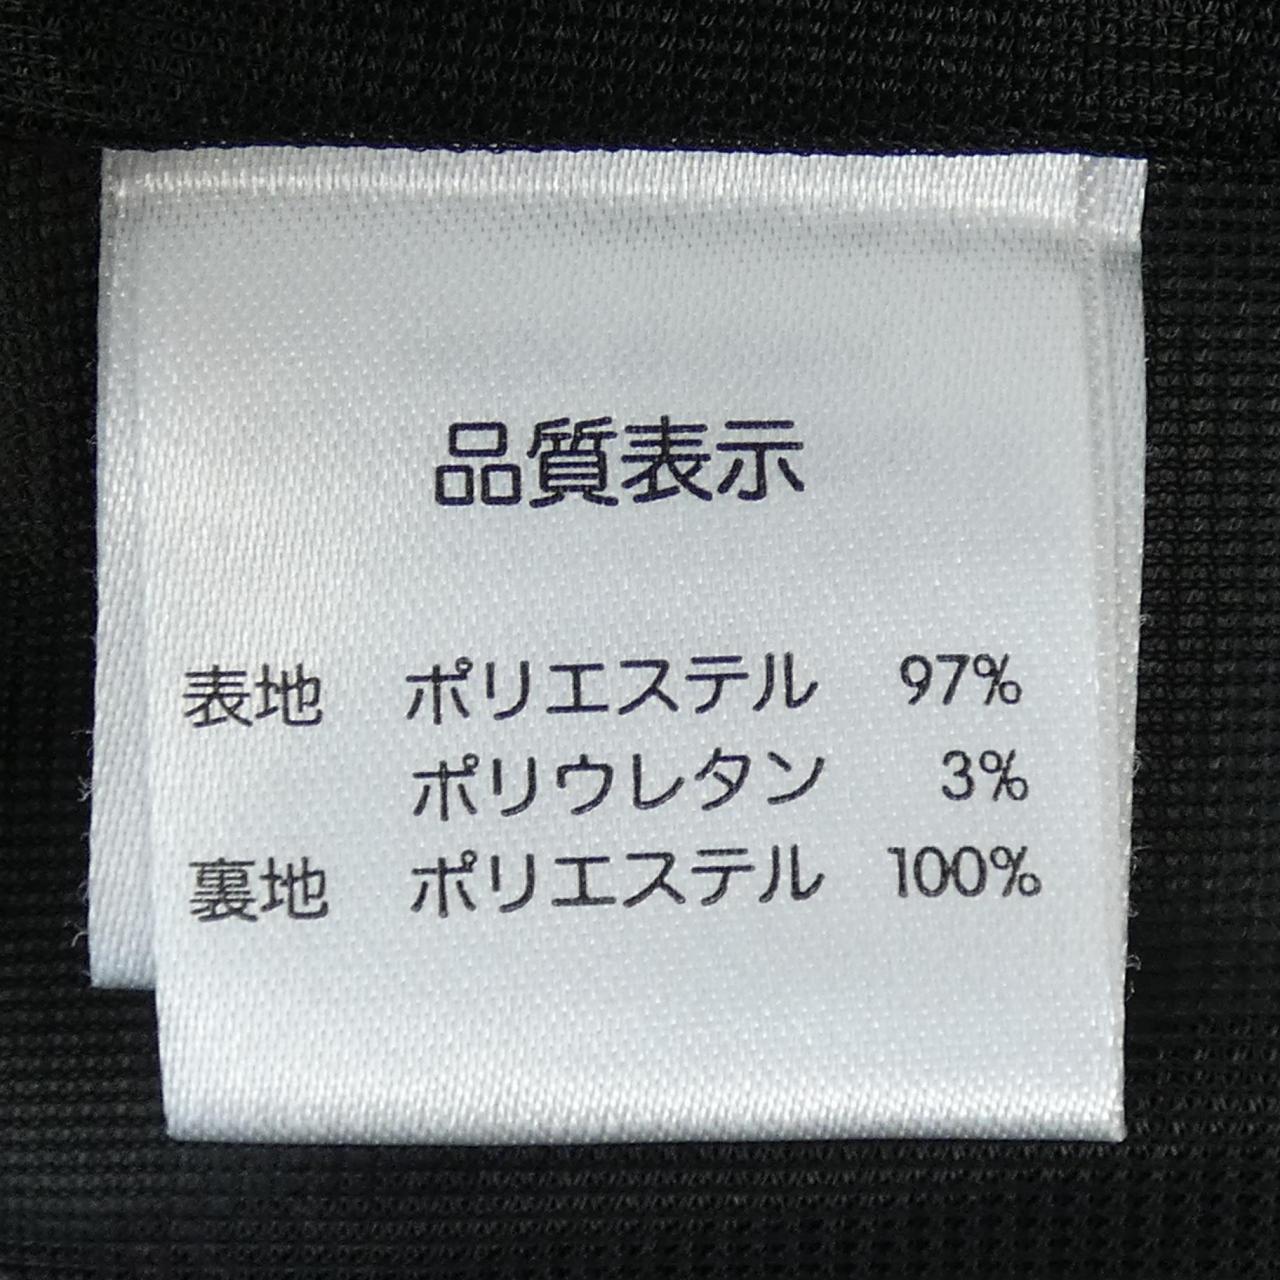 品質表示
表地 ポリエステル 97%
ポリウレタン 3%
裏地 ポリエステル 100%